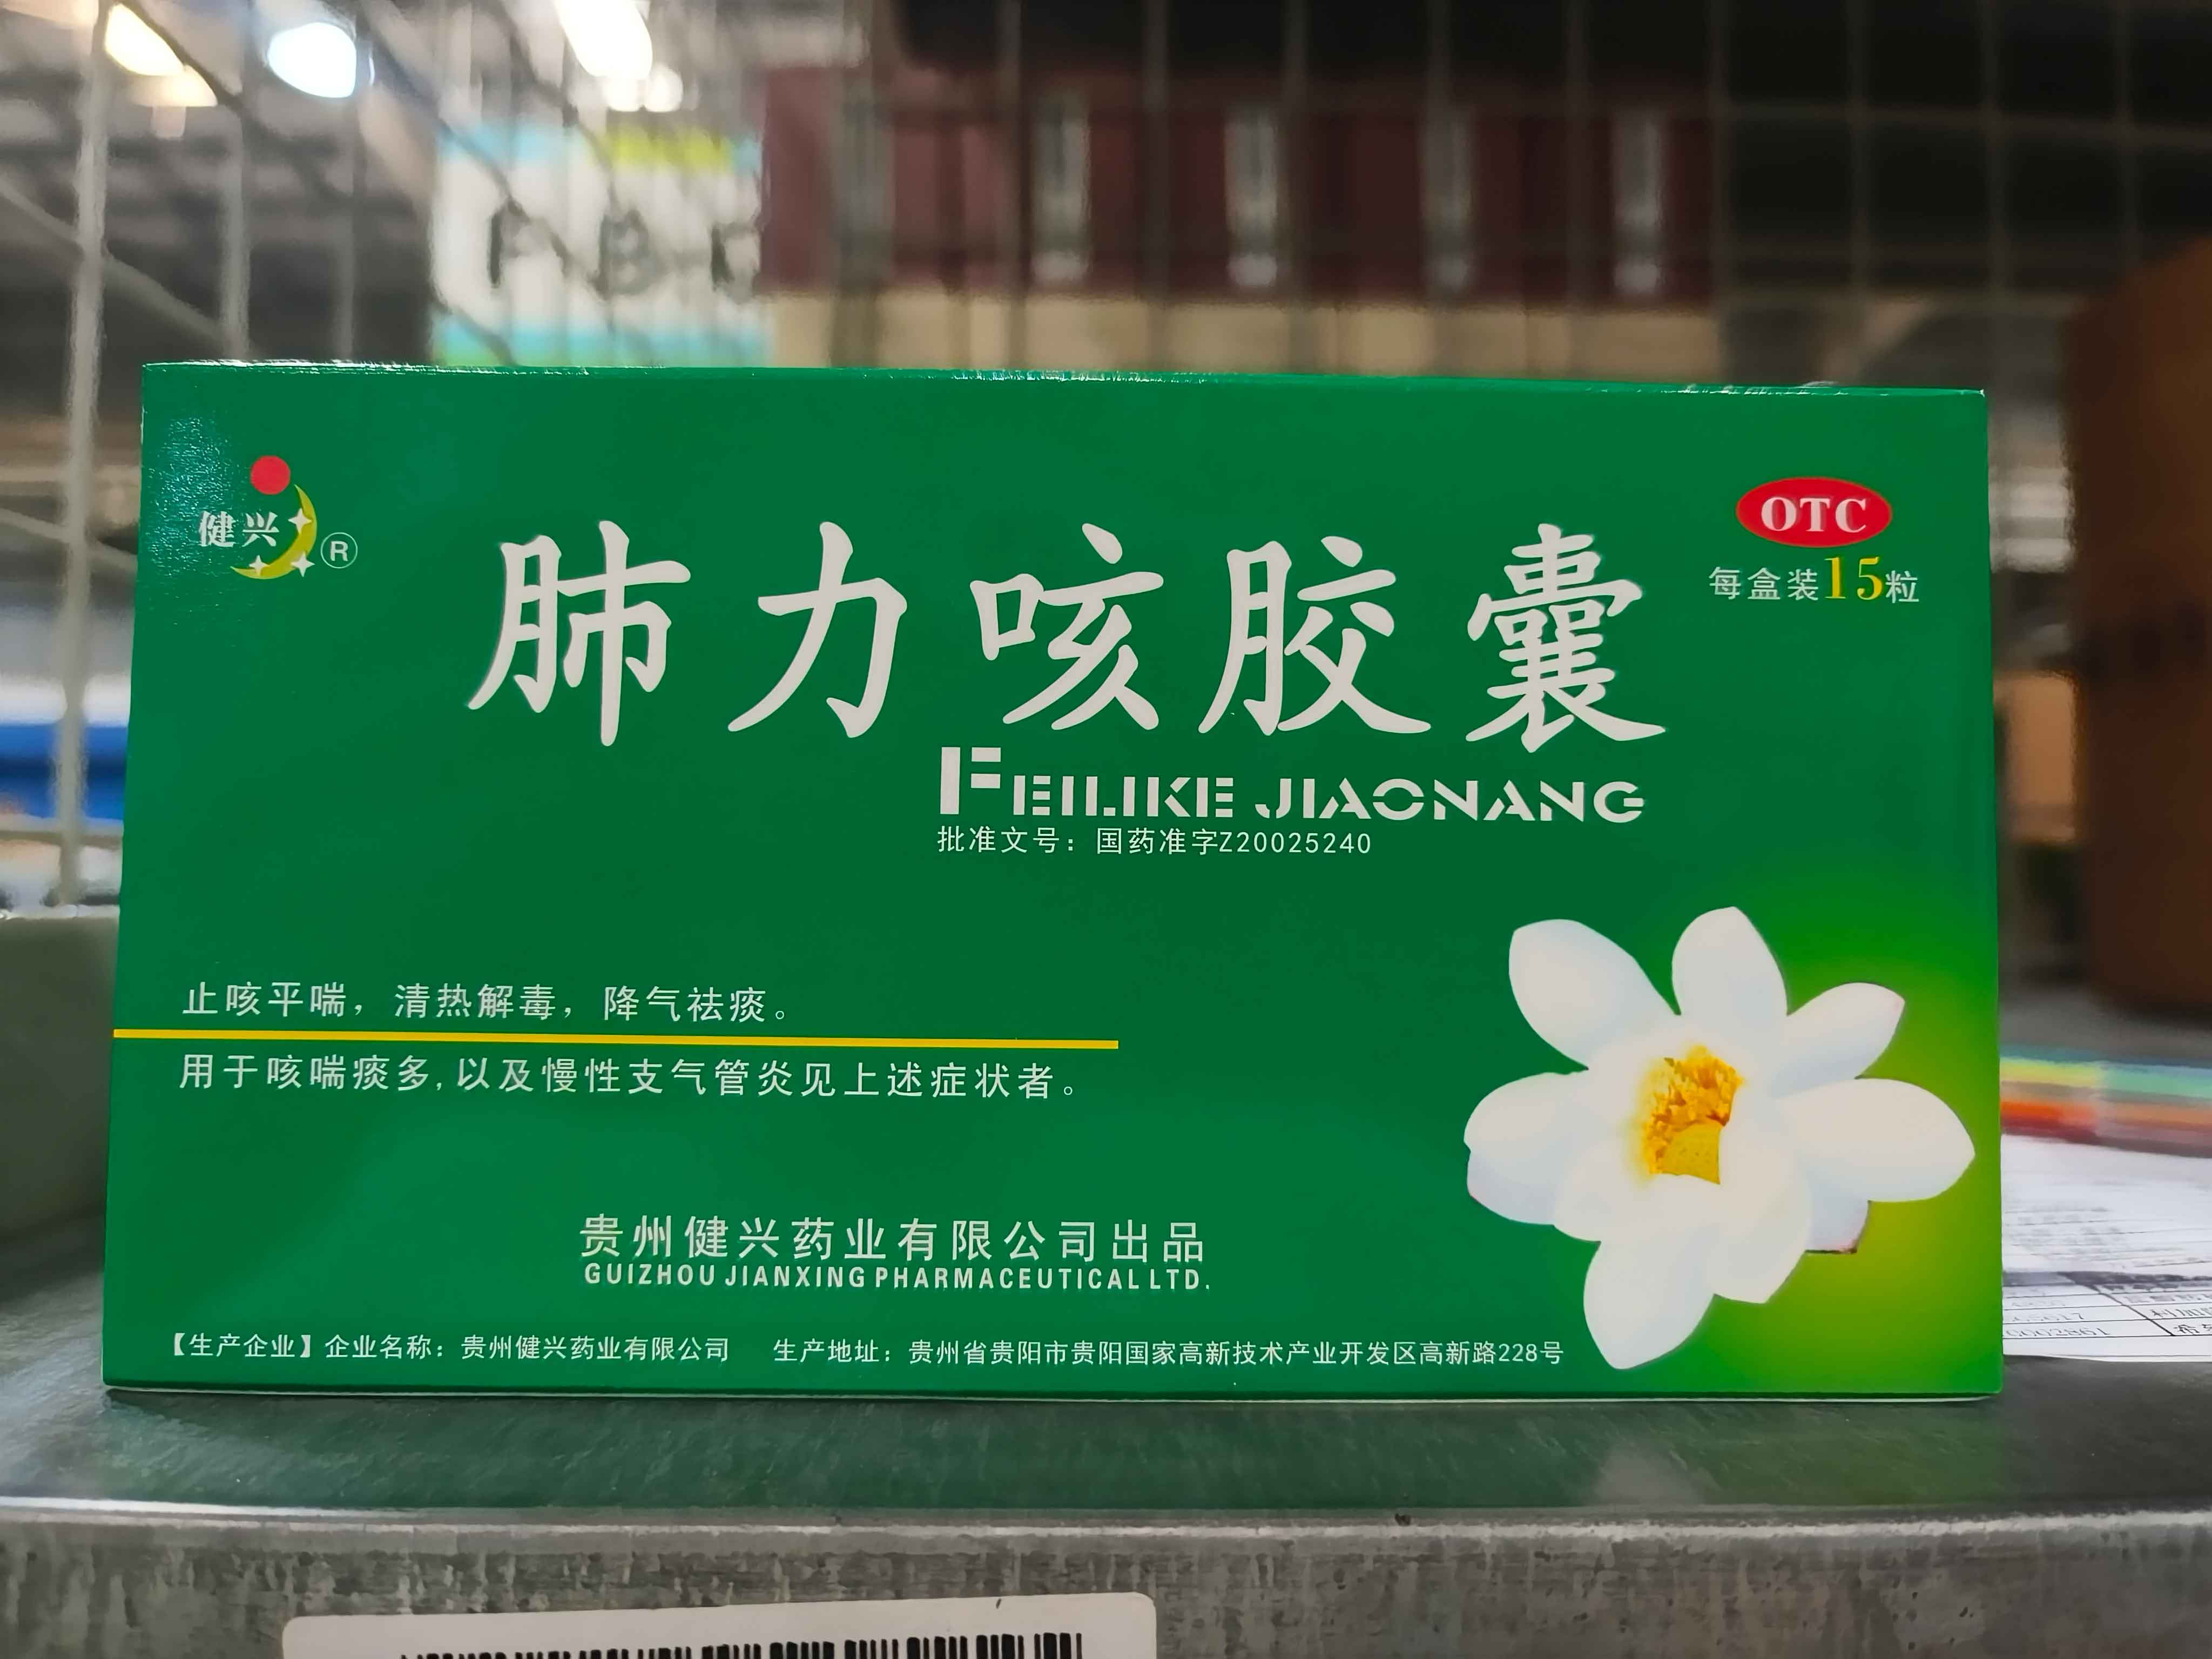 健兴
®
OTC
每盒装15粒
肺力咳胶囊
FEILIKE JIAONANG
批准文号：国药准字Z20025240
止咳平喘，清热解毒，降气祛痰。
用于咳喘痰多,以及慢性支气管炎见上述症状者。
贵州健兴药业有限公司出品
GUIZHOU JIANXING PHARMACEUTICAL LTD.
【生产企业】企业名称：贵州健兴药业有限公司 生产地址：贵州省贵阳市贵阳国家高新技术产业开发区高新路228号